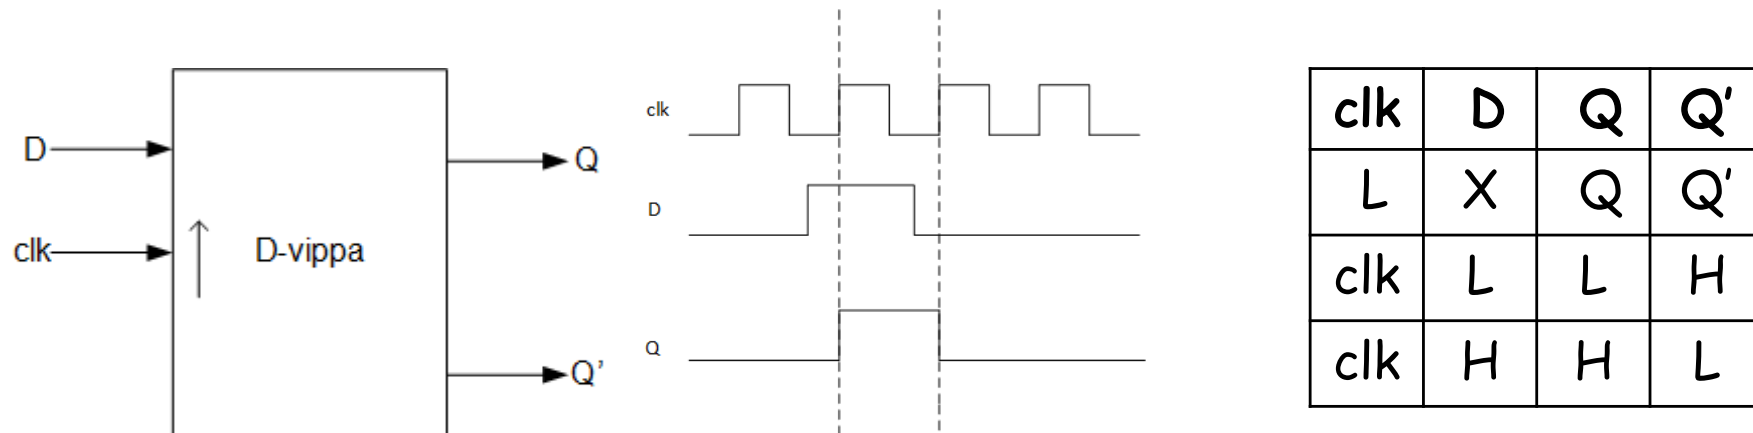 D
clk
D-vippa
Q
Q’
clk
D
Q
clk D Q Q'
L X Q Q'
clk L L H
clk H H L